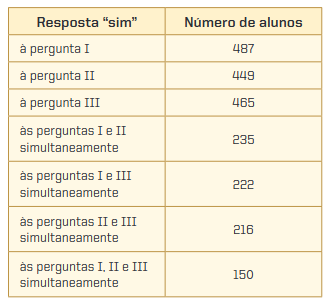 Resposta “sim” Número de alunos
à pergunta I 487
à pergunta II 449
à pergunta III 465
às perguntas I e II
simultaneamente 235
às perguntas I e III
simultaneamente 222
às perguntas II e III
simultaneamente 216
às perguntas I, II e III
simultaneamente 150